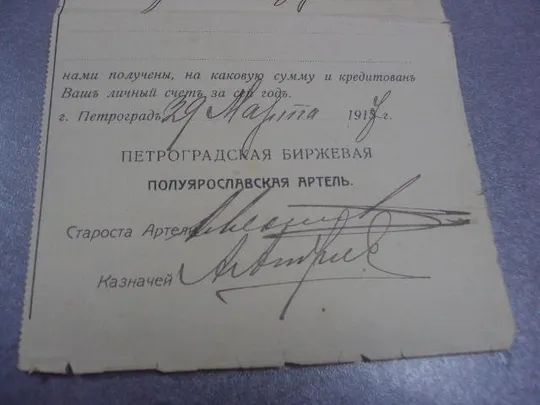 нами получены, на каковую сумму и кредитованъ
Вашъ личный счетъ за сей годъ.
г. Петроградъ 29 Марта 1917 г.
ПЕТРОГРАДСКАЯ БИРЖЕВАЯ
ПОЛУЯРОСЛАВСКАЯ АРТЕЛЬ.
Староста Артели
Казначей